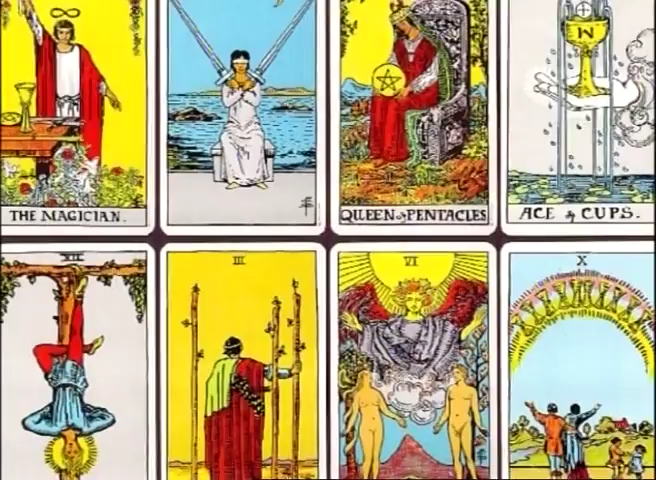 THE MAGICIAN.
QUEEN of PENTACLES
ACE of CUPS.
XII
III
VI
X